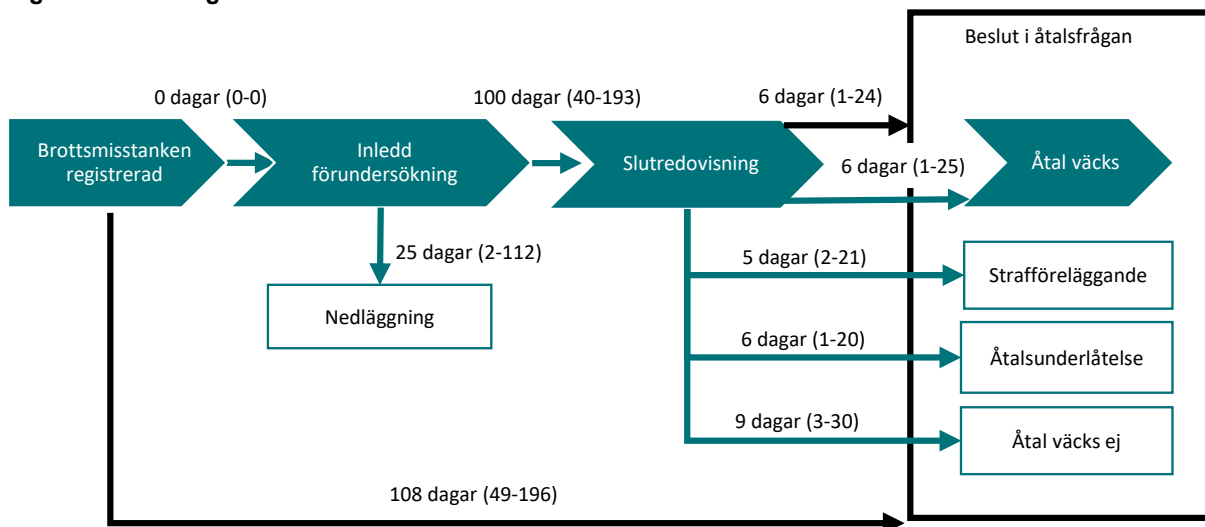 Beslut i åtalsfrågan
0 dagar (0-0)
100 dagar (40-193)
6 dagar (1-24)
Brottsmisstanken
registrerad
Inledd
förundersökning
Slutredovisning
6 dagar (1-25)
Åtal väcks
25 dagar (2-112)
Nedläggning
5 dagar (2-21)
Strafföreläggande
6 dagar (1-20)
Åtalsunderlåtelse
9 dagar (3-30)
Åtal väcks ej
108 dagar (49-196)